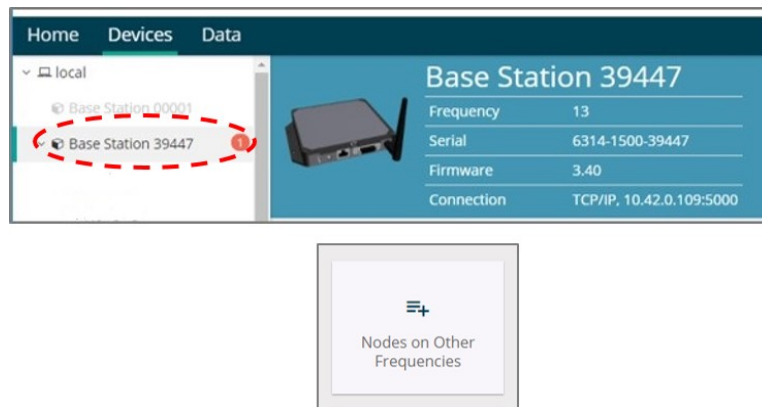 Home Devices Data
local
Base Station 00001
Base Station 39447 1
Base Station 39447
Frequency 13
Serial 6314-1500-39447
Firmware 3.40
Connection TCP/IP, 10.42.0.109:5000
Nodes on Other
Frequencies